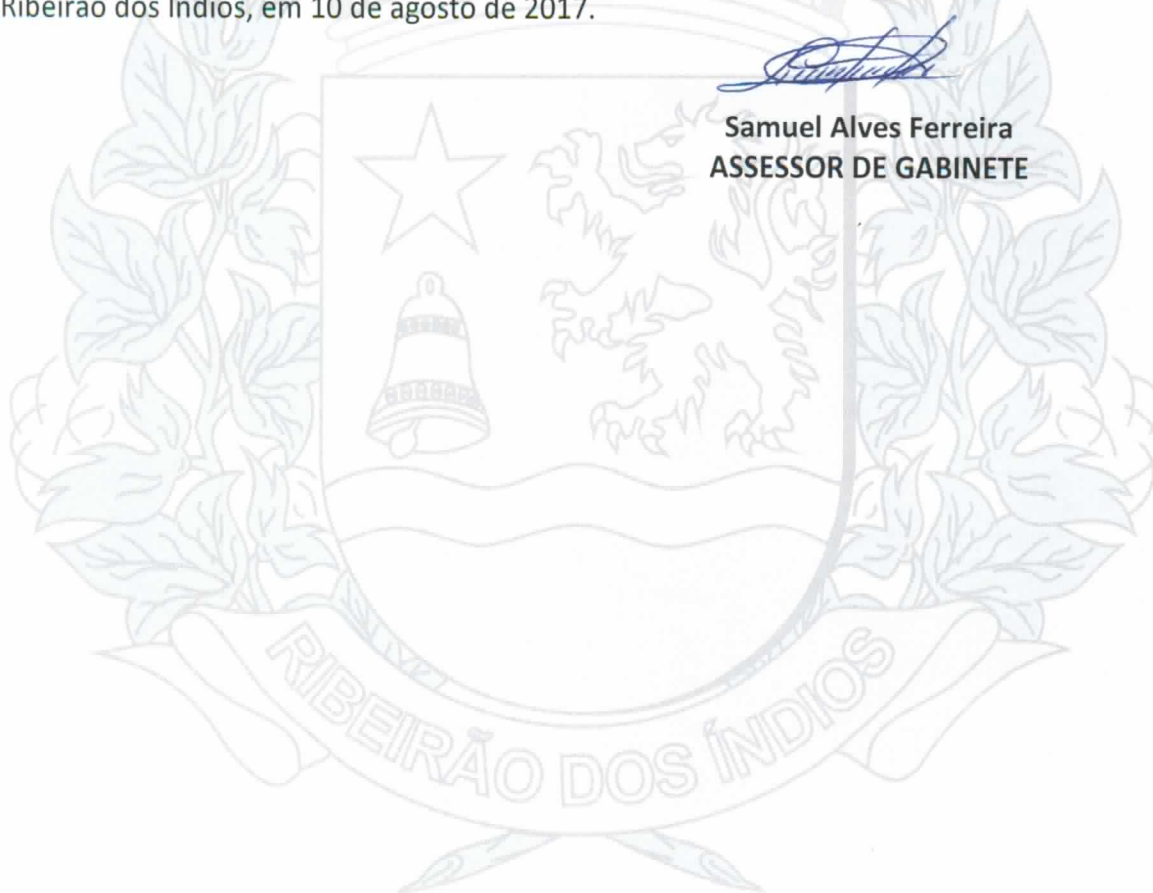 Ribeirão dos Índios, em 10 de agosto de 2017.
Samuel Alves Ferreira
ASSESSOR DE GABINETE
RIBEIRÃO DOS ÍNDIOS